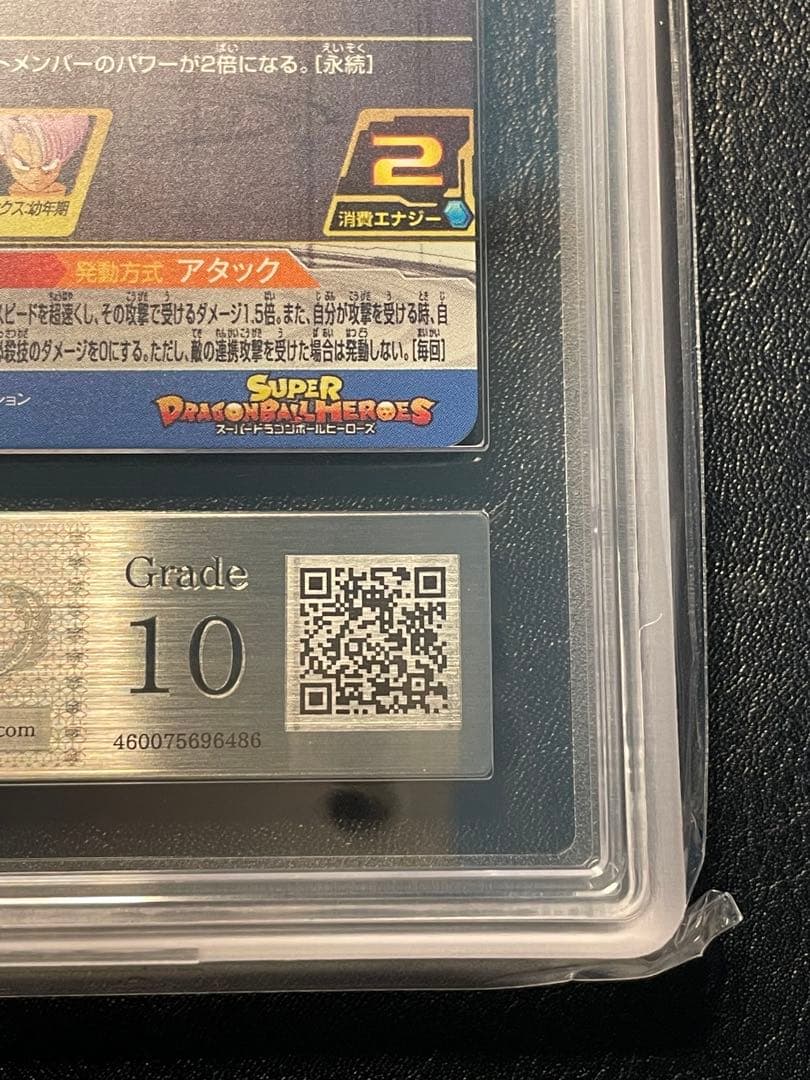 トメンバーのパワーが2倍になる。[永続]
クス:幼年期
2
消費エナジー
発動方式 アタック
スピードを超速くし、その攻撃で受けるダメージ1.5倍。また、自分が攻撃を受ける時、自
必殺技のダメージを0にする。ただし、敵の連携攻撃を受けた場合は発動しない。[毎回]
ション
SUPER
DRAGONBALL HEROES
スーパードラゴンボールヒーローズ
Grade
10
.com
460075696486